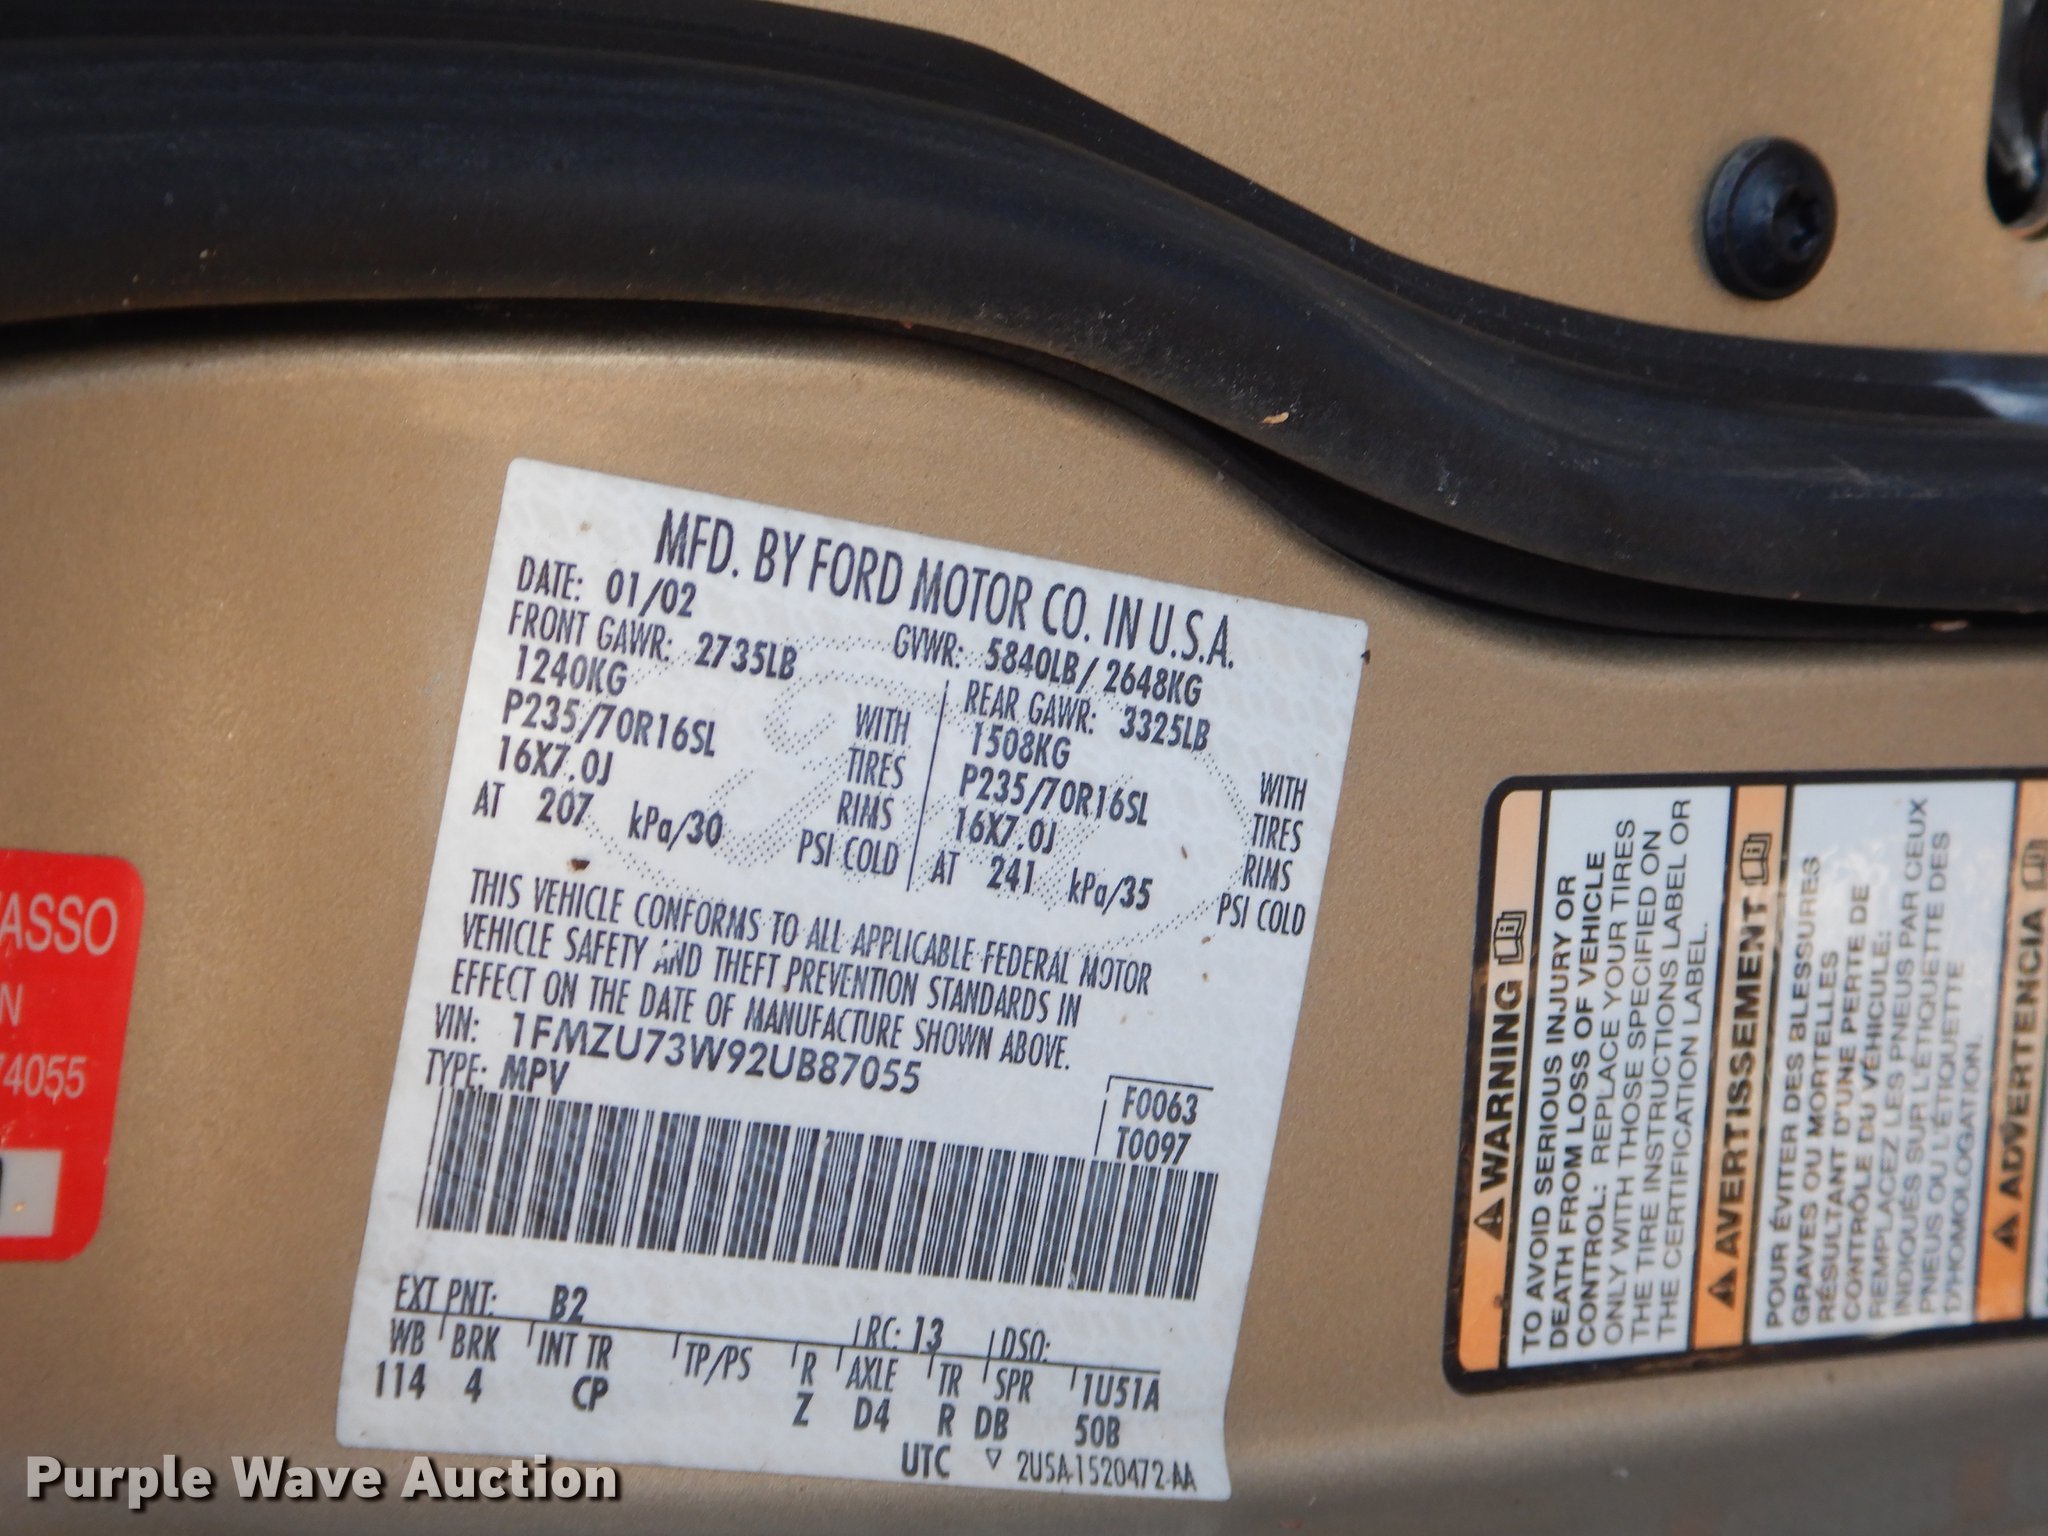 MFD. BY FORD MOTOR CO. IN U.S.A.
DATE: 01/02 GVWR: 5840LB/ 2648KG
FRONT GAWR: 2735LB REAR GAWR: 3325LB
1240KG WITH 1508KG WITH
P235/70R16SL TIRES P235/70R16SL TIRES
16X7.0J RIMS 16X7.0J RIMS
AT 207 kPa/30 PSI COLD AT 241 kPa/35 PSI COLD
THIS VEHICLE CONFORMS TO ALL APPLICABLE FEDERAL MOTOR
VEHICLE SAFETY AND THEFT PREVENTION STANDARDS IN
EFFECT ON THE DATE OF MANUFACTURE SHOWN ABOVE.
VIN: 1FMZU73W92UB87055
TYPE: MPV
F0063
T0097
EXT PNT: B2 RC: 13 DSO:
WB BRK INT TR TP/PS R AXLE TR SPR 1U51A
114 4 CP Z D4 R DB 50B
UTC ▽ 2U5A-1520472-AA
ASSO
N
74055
⚠WARNING
TO AVOID SERIOUS INJURY OR
DEATH FROM LOSS OF VEHICLE
CONTROL: REPLACE YOUR TIRES
ONLY WITH THOSE SPECIFIED ON
THE TIRE INSTRUCTIONS LABEL OR
THE CERTIFICATION LABEL.
⚠AVERTISSEMENT
POUR ÉVITER DES BLESSURES
GRAVES OU MORTELLES
RÉSULTANT D'UNE PERTE DE
CONTRÔLE DU VÉHICULE:
REMPLACEZ LES PNEUS PAR CEUX
INDIQUÉS SUR L'ÉTIQUETTE DES
PNEUS OU L'ÉTIQUETTE
D'HOMOLOGATION.
⚠ADVERTENCIA
Purple Wave Auction